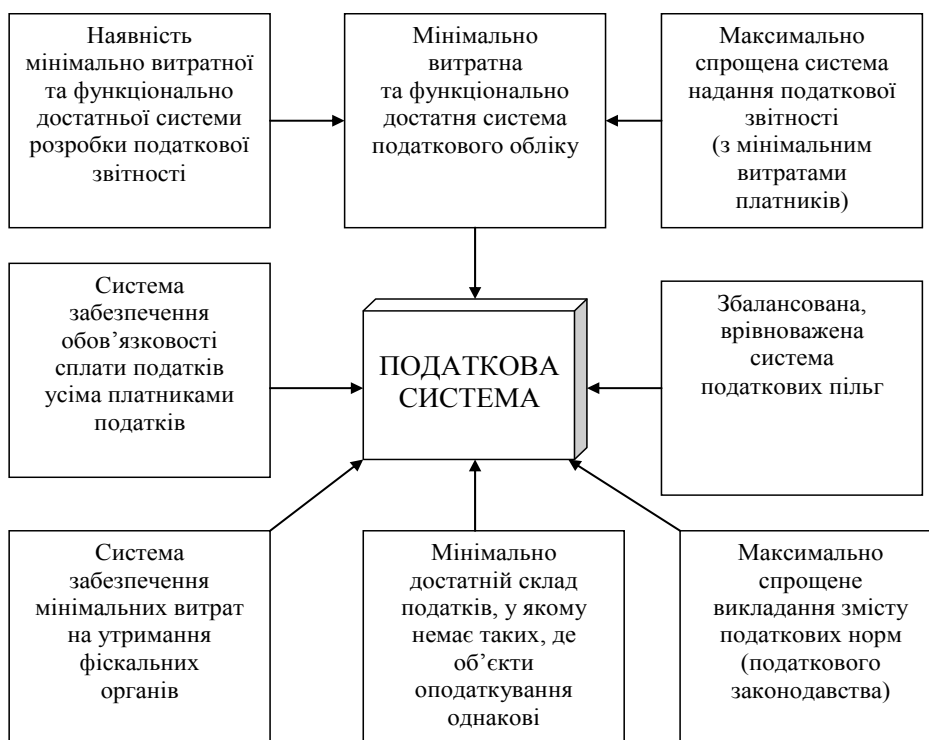 Наявність
мінімально витратної
та функціонально
достатньої системи
розробки податкової
звітності
Мінімально
витратна
та функціонально
достатня система
податкового обліку
Максимально
спрощена система
надання податкової
звітності
(з мінімальним
витратами
платників)
Система
забезпечення
обов’язковості
сплати податків
усіма платниками
податків
ПОДАТКОВА
СИСТЕМА
Збалансована,
врівноважена
система
податкових пільг
Система
забезпечення
мінімальних витрат
на утримання
фіскальних
органів
Мінімально
достатній склад
податків, у якому
немає таких, де
об’єкти
оподаткування
однакові
Максимально
спрощене
викладання змісту
податкових норм
(податкового
законодавства)